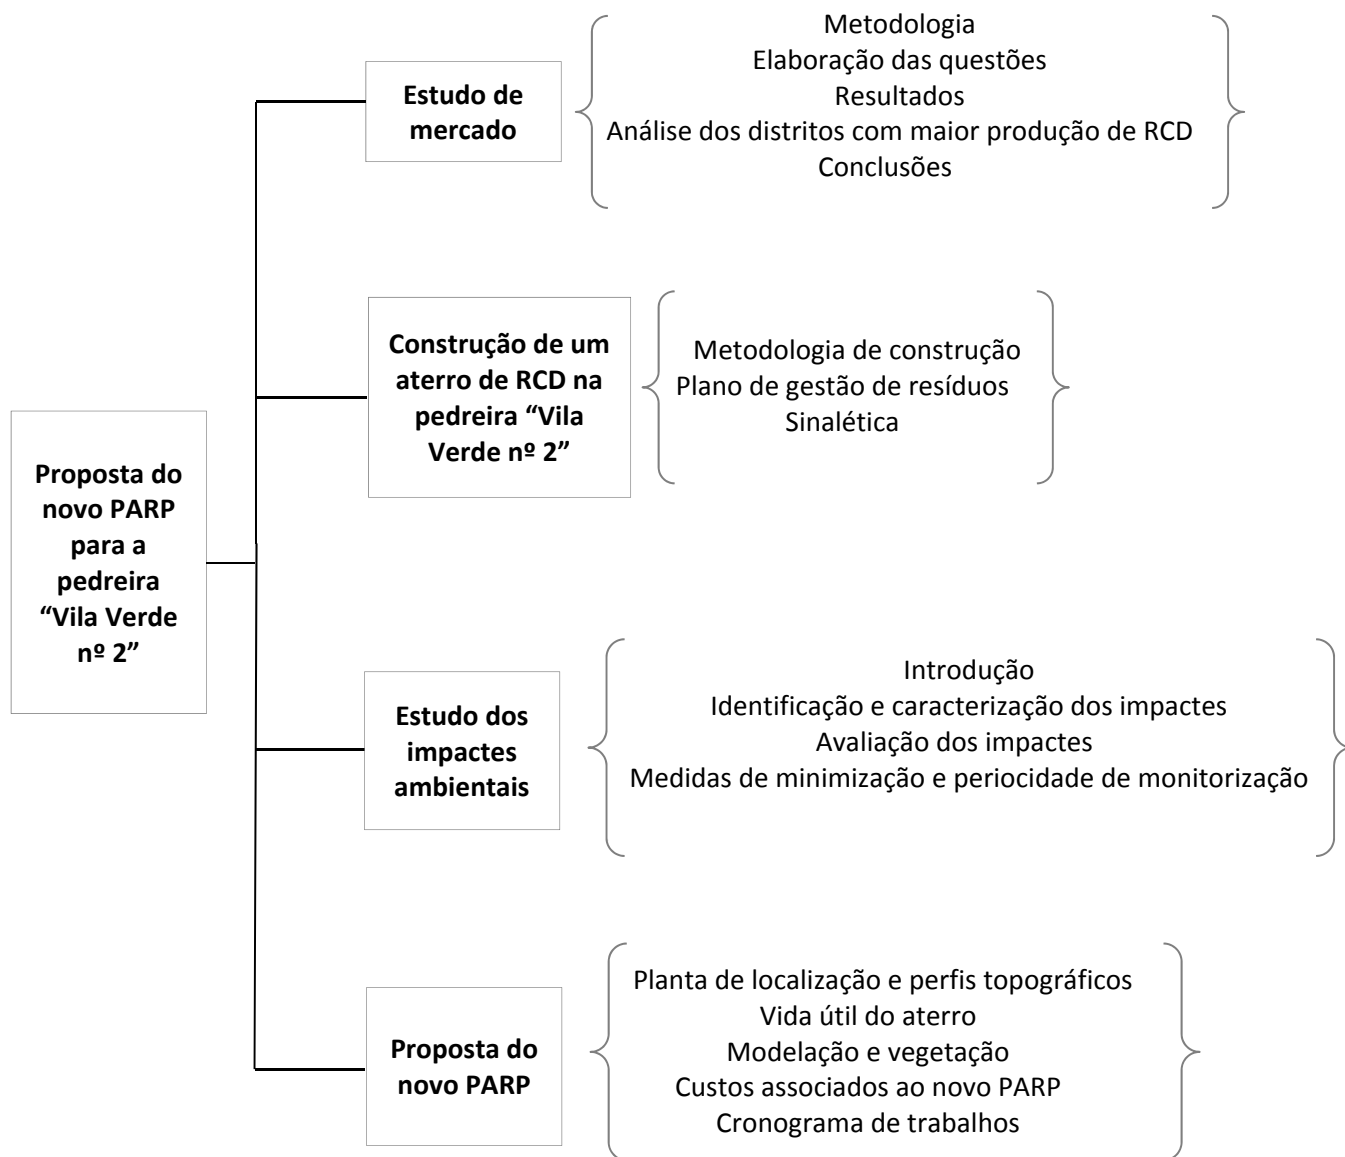 Proposta do
novo PARP
para a
pedreira
“Vila Verde
nº 2”
Estudo de
mercado
Metodologia
Elaboração das questões
Resultados
Análise dos distritos com maior produção de RCD
Conclusões
Construção de um
aterro de RCD na
pedreira “Vila
Verde nº 2”
Metodologia de construção
Plano de gestão de resíduos
Sinalética
Estudo dos
impactes
ambientais
Introdução
Identificação e caracterização dos impactes
Avaliação dos impactes
Medidas de minimização e periocidade de monitorização
Proposta do
novo PARP
Planta de localização e perfis topográficos
Vida útil do aterro
Modelação e vegetação
Custos associados ao novo PARP
Cronograma de trabalhos